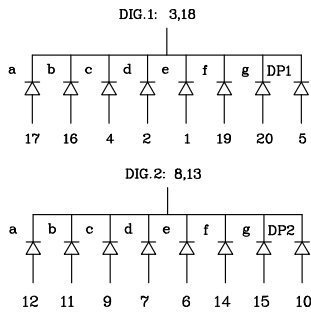 DIG.1: 3,18
a b c d e f g DP1
17 16 4 2 1 19 20 5
DIG.2: 8,13
a b c d e f g DP2
12 11 9 7 6 14 15 10